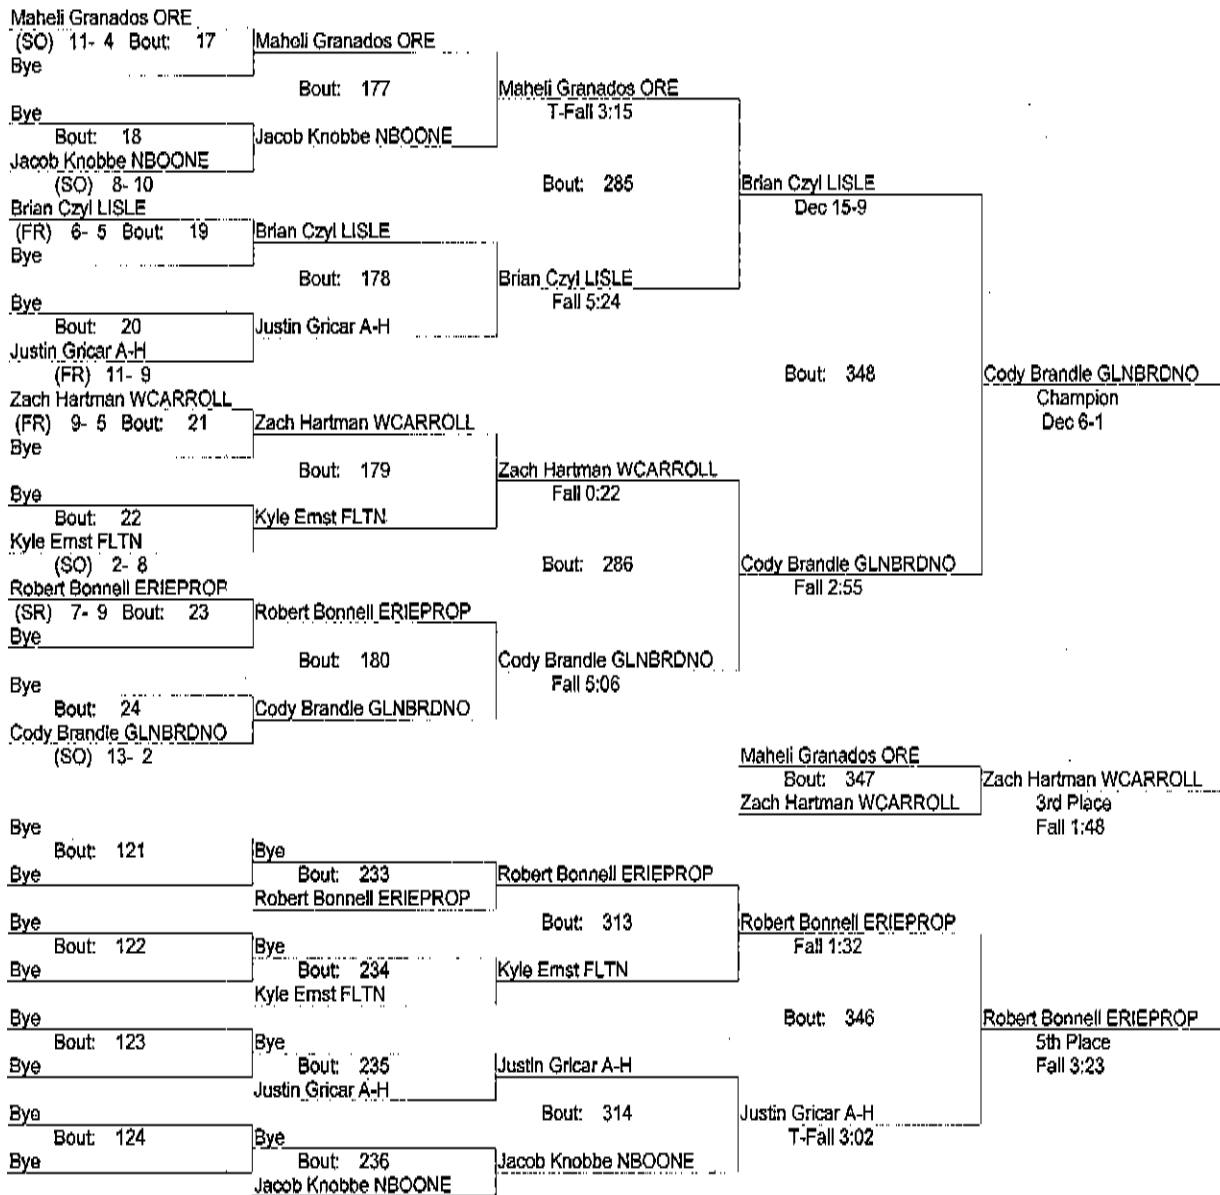 Maheli Granados ORE
(SO) 11- 4 Bout: 17
Maheli Granados ORE
Bye
Bout: 177
Maheli Granados ORE
T-Fall 3:15
Bye
Bout: 18
Jacob Knobbe NBOONE
Jacob Knobbe NBOONE
(SO) 8- 10
Bout: 285
Brian Czyl LISLE
Dec 15-9
Brian Czyl LISLE
(FR) 6- 5 Bout: 19
Brian Czyl LISLE
Bye
Bout: 178
Brian Czyl LISLE
Fall 5:24
Bye
Bout: 20
Justin Gricar A-H
Justin Gricar A-H
(FR) 11- 9
Bout: 348
Cody Brandle GLNBRDNO
Champion
Dec 6-1
Zach Hartman WCARROLL
(FR) 9- 5 Bout: 21
Zach Hartman WCARROLL
Bye
Bout: 179
Zach Hartman WCARROLL
Fall 0:22
Bye
Bout: 22
Kyle Ernst FLTN
Kyle Ernst FLTN
(SO) 2- 8
Bout: 286
Cody Brandle GLNBRDNO
Fall 2:55
Robert Bonnell ERIEPROP
(SR) 7- 9 Bout: 23
Robert Bonnell ERIEPROP
Bye
Bout: 180
Cody Brandle GLNBRDNO
Fall 5:06
Bye
Bout: 24
Cody Brandle GLNBRDNO
Cody Brandle GLNBRDNO
(SO) 13- 2
Maheli Granados ORE
Bout: 347
Zach Hartman WCARROLL
Zach Hartman WCARROLL
3rd Place
Fall 1:48
Bye
Bout: 121
Bye
Bye
Bout: 233
Robert Bonnell ERIEPROP
Robert Bonnell ERIEPROP
Bye
Bout: 313
Robert Bonnell ERIEPROP
Fall 1:32
Bout: 122
Bye
Bye
Bout: 234
Kyle Ernst FLTN
Kyle Ernst FLTN
Bye
Bout: 346
Robert Bonnell ERIEPROP
5th Place
Fall 3:23
Bout: 123
Bye
Bye
Bout: 235
Justin Gricar A-H
Justin Gricar A-H
Bye
Bout: 314
Justin Gricar A-H
T-Fall 3:02
Bout: 124
Bye
Bye
Bout: 236
Jacob Knobbe NBOONE
Jacob Knobbe NBOONE